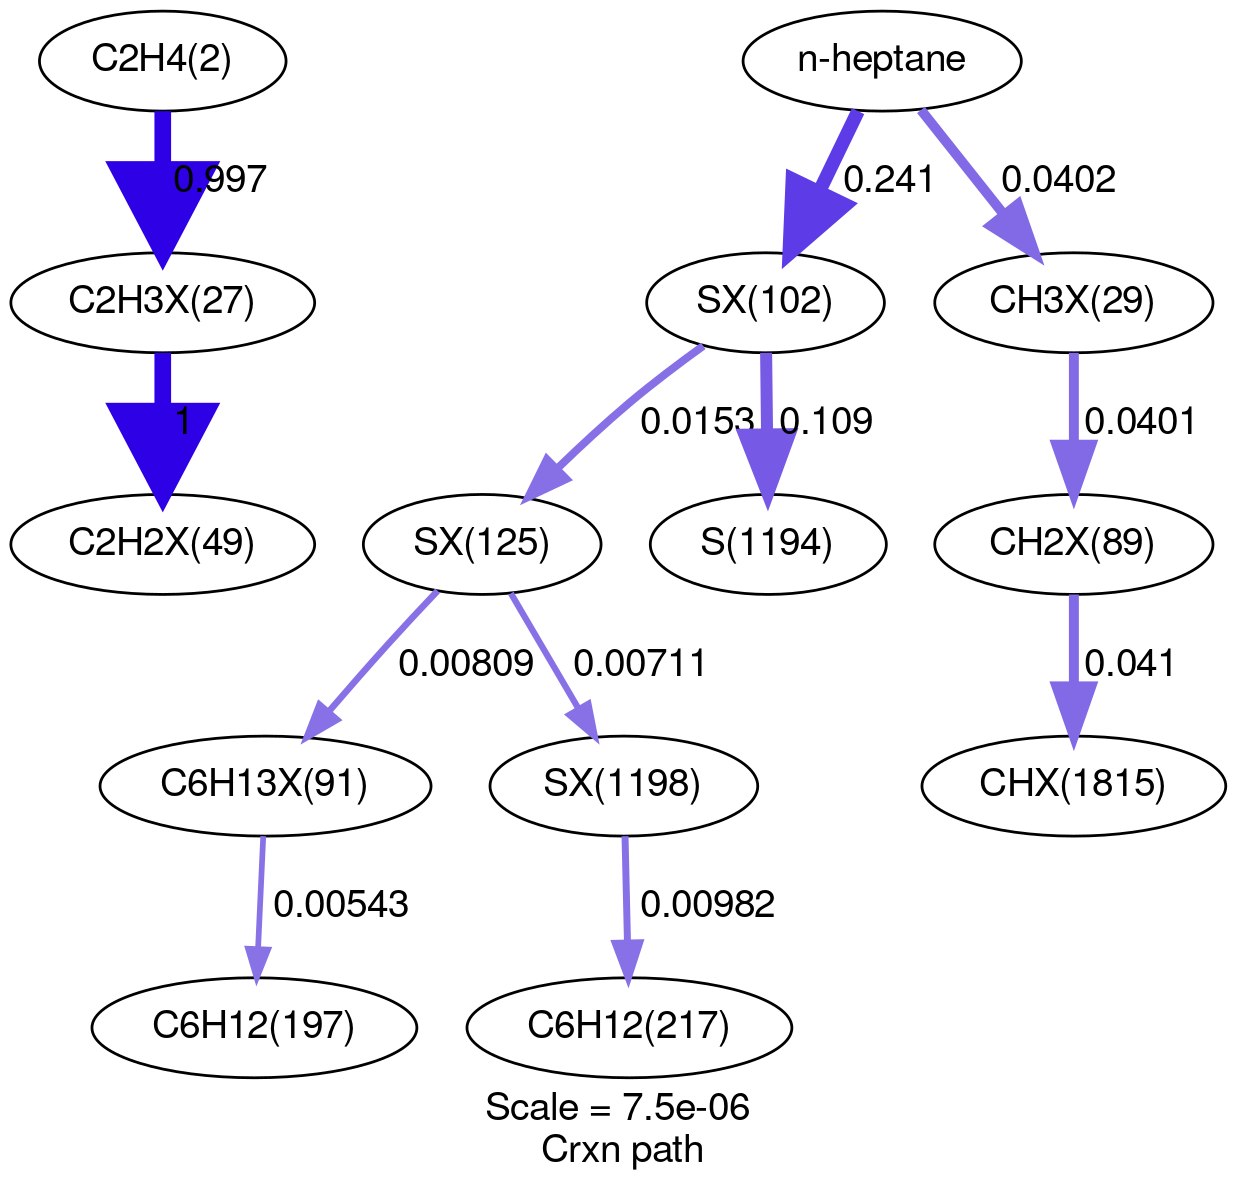 C2H4(2)
n-heptane
0.997
0.241
0.0402
C2H3X(27)
SX(102)
CH3X(29)
1
0.0153
0.109
0.0401
C2H2X(49)
SX(125)
S(1194)
CH2X(89)
0.00809
0.00711
0.041
C6H13X(91)
SX(1198)
CHX(1815)
0.00543
0.00982
C6H12(197)
C6H12(217)
Scale = 7.5e-06
Crxn path